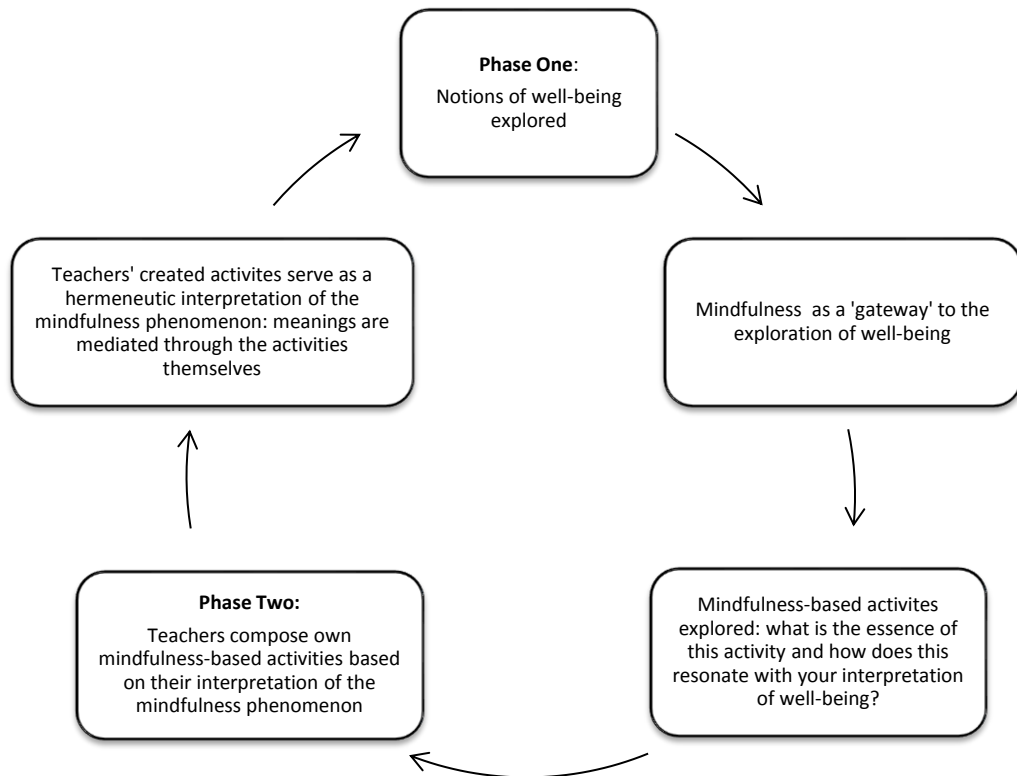 Phase One:
Notions of well-being
explored
Mindfulness as a 'gateway' to the
exploration of well-being
Mindfulness-based activites
explored: what is the essence of
this activity and how does this
resonate with your interpretation
of well-being?
Phase Two:
Teachers compose own
mindfulness-based activities based
on their interpretation of the
mindfulness phenomenon
Teachers' created activites serve as a
hermeneutic interpretation of the
mindfulness phenomenon: meanings are
mediated through the activities
themselves